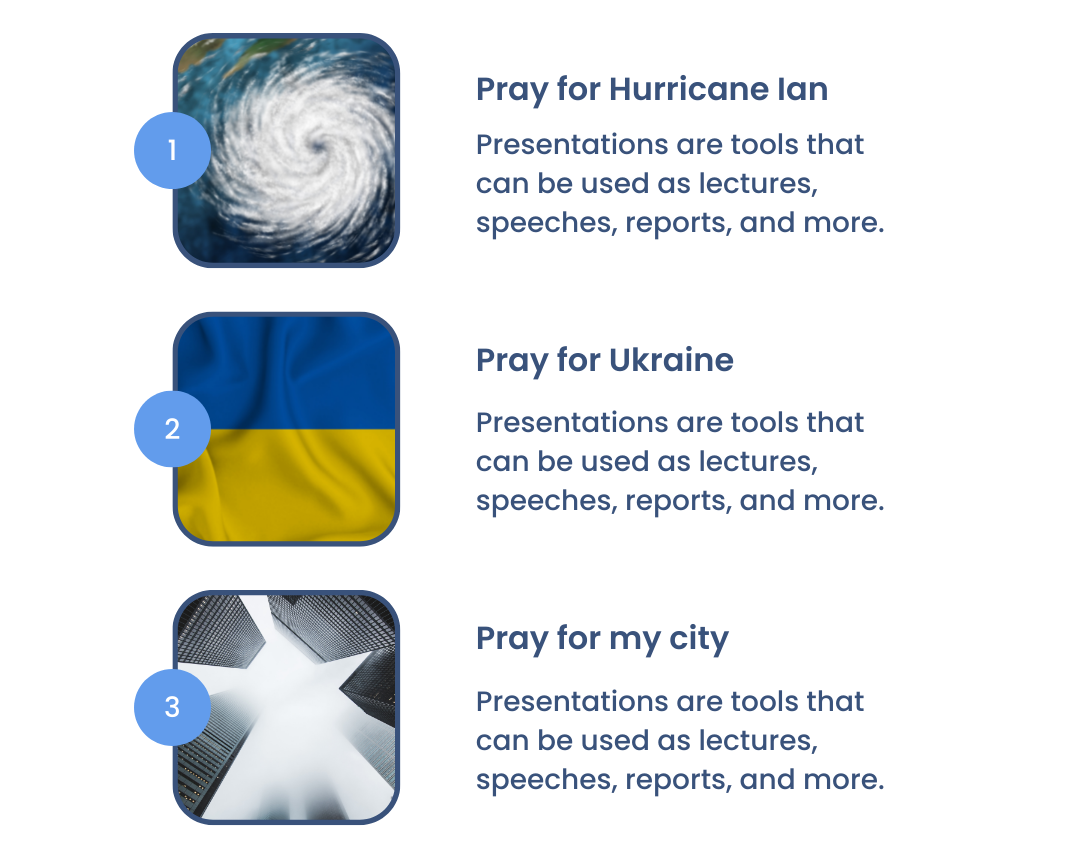 1
Pray for Hurricane Ian
Presentations are tools that
can be used as lectures,
speeches, reports, and more.
2
Pray for Ukraine
Presentations are tools that
can be used as lectures,
speeches, reports, and more.
3
Pray for my city
Presentations are tools that
can be used as lectures,
speeches, reports, and more.